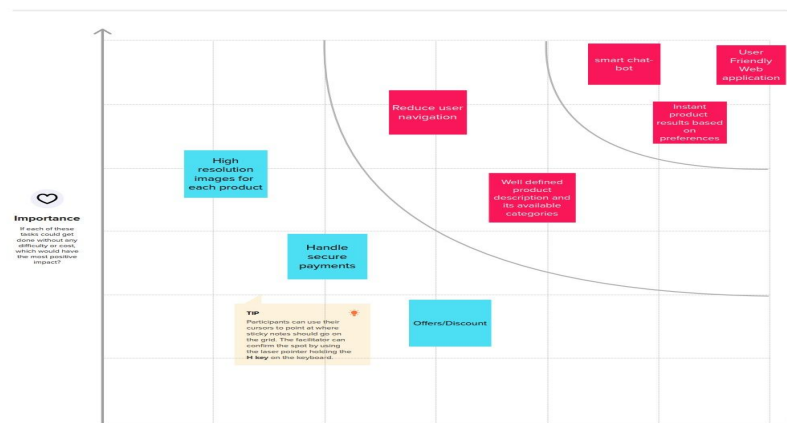 smart chat-
bot
User
Friendly
Web
application
Reduce user
navigation
Instant
product
results based
on
preferences
High
resolution
images for
each product
Well defined
product
description and
its available
categories
Importance
If each of these
tasks could get
done without any
difficulty or cost,
which would have
the most positive
impact?
Handle
secure
payments
TIP
Participants can use their
cursors to point at where
sticky notes should go on
the grid. The facilitator can
confirm the spot by using
the laser pointer holding the
H key on the keyboard.
Offers/Discount